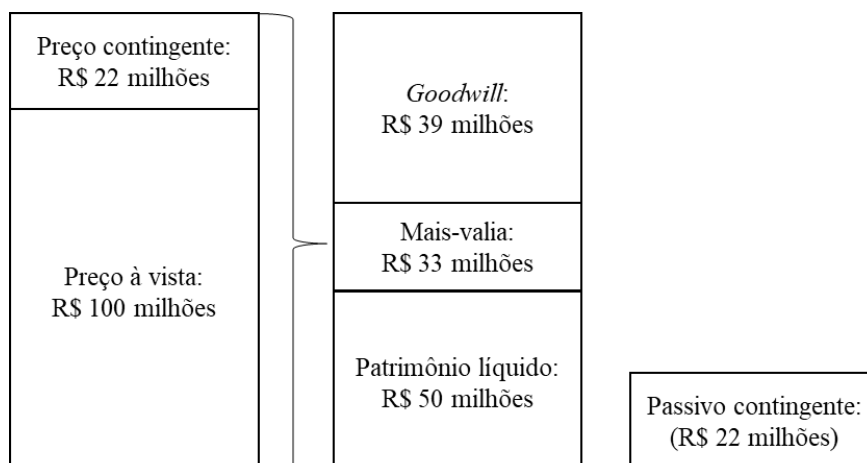 Preço contingente:
R$ 22 milhões
Preço à vista:
R$ 100 milhões
Goodwill:
R$ 39 milhões
Mais-valia:
R$ 33 milhões
Patrimônio líquido:
R$ 50 milhões
Passivo contingente:
(R$ 22 milhões)